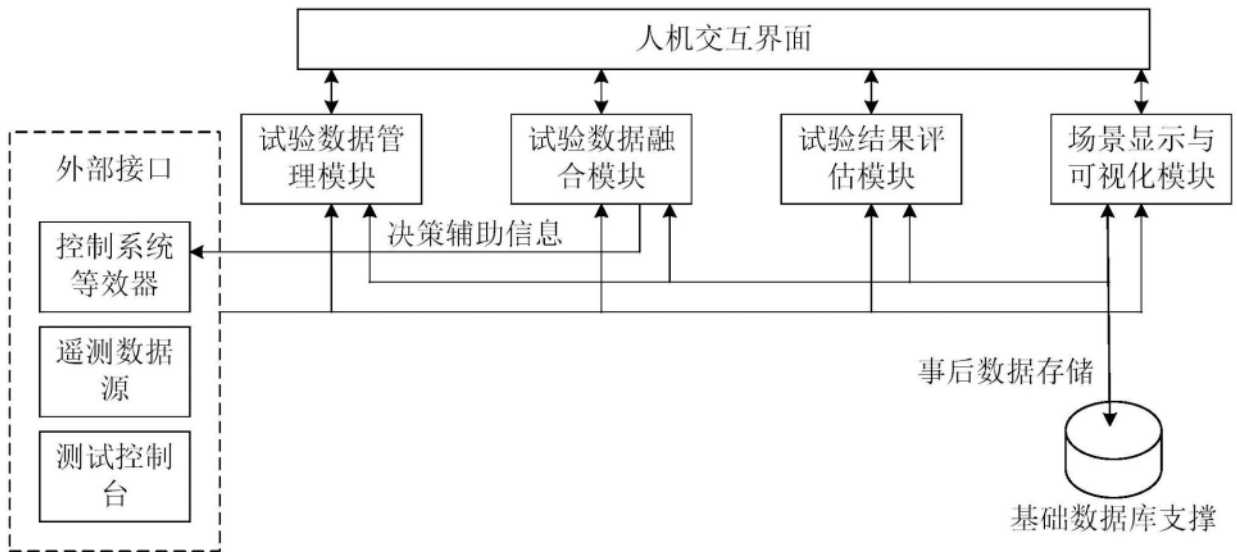 人机交互界面
试验数据管
理模块
试验数据融
合模块
试验结果评
估模块
场景显示与
可视化模块
外部接口
决策辅助信息
控制系统
等效器
遥测数据
源
事后数据存储
测试控制
台
基础数据库支撑